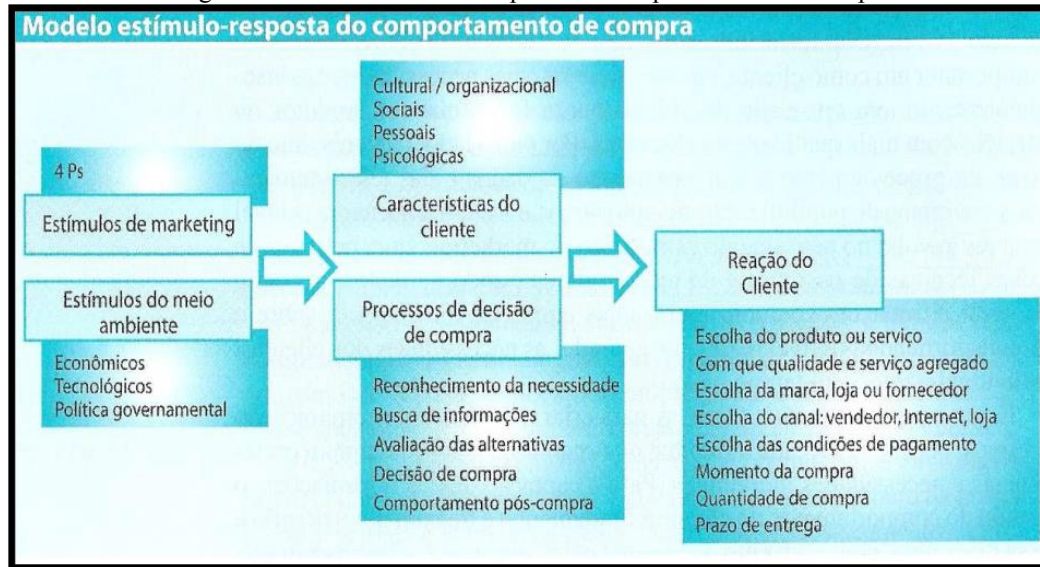 Modelo estímulo-resposta do comportamento de compra
4 Ps
Estímulos de marketing
Estímulos do meio
ambiente
Econômicos
Tecnológicos
Política governamental
Cultural / organizacional
Sociais
Pessoais
Psicológicas
Características do
cliente
Processos de decisão
de compra
Reconhecimento da necessidade
Busca de informações
Avaliação das alternativas
Decisão de compra
Comportamento pós-compra
Reação do
Cliente
Escolha do produto ou serviço
Com que qualidade e serviço agregado
Escolha da marca, loja ou fornecedor
Escolha do canal: vendedor, Internet, loja
Escolha das condições de pagamento
Momento da compra
Quantidade de compra
Prazo de entrega